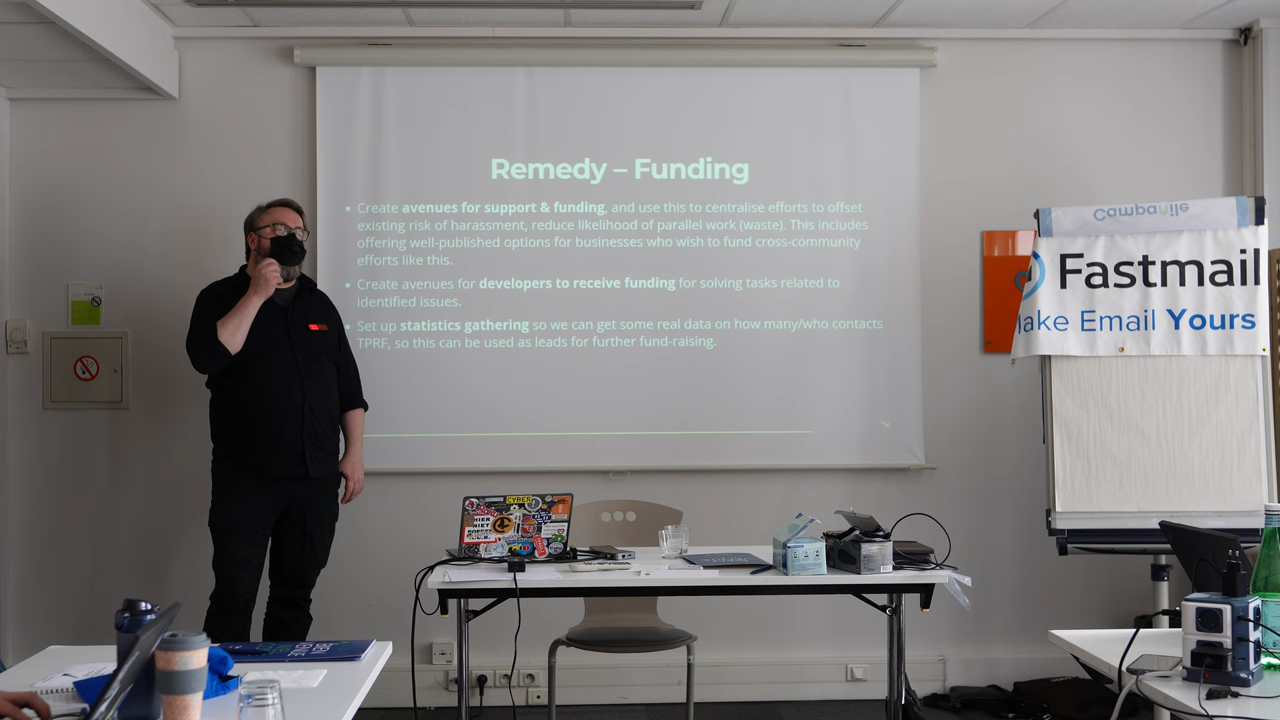 Remedy – Funding
• Create avenues for support & funding, and use this to centralise efforts to offset
existing risk of harassment, reduce likelihood of parallel work (waste). This includes
offering well-published options for businesses who wish to fund cross-community
efforts like this.
• Create avenues for developers to receive funding for solving tasks related to
identified issues.
• Set up statistics gathering so we can get some real data on how many/who contacts
TPRF, so this can be used as leads for further fund-raising.
Campanile
Fastmail
ake Email Yours
CYBER
HIER
NIET